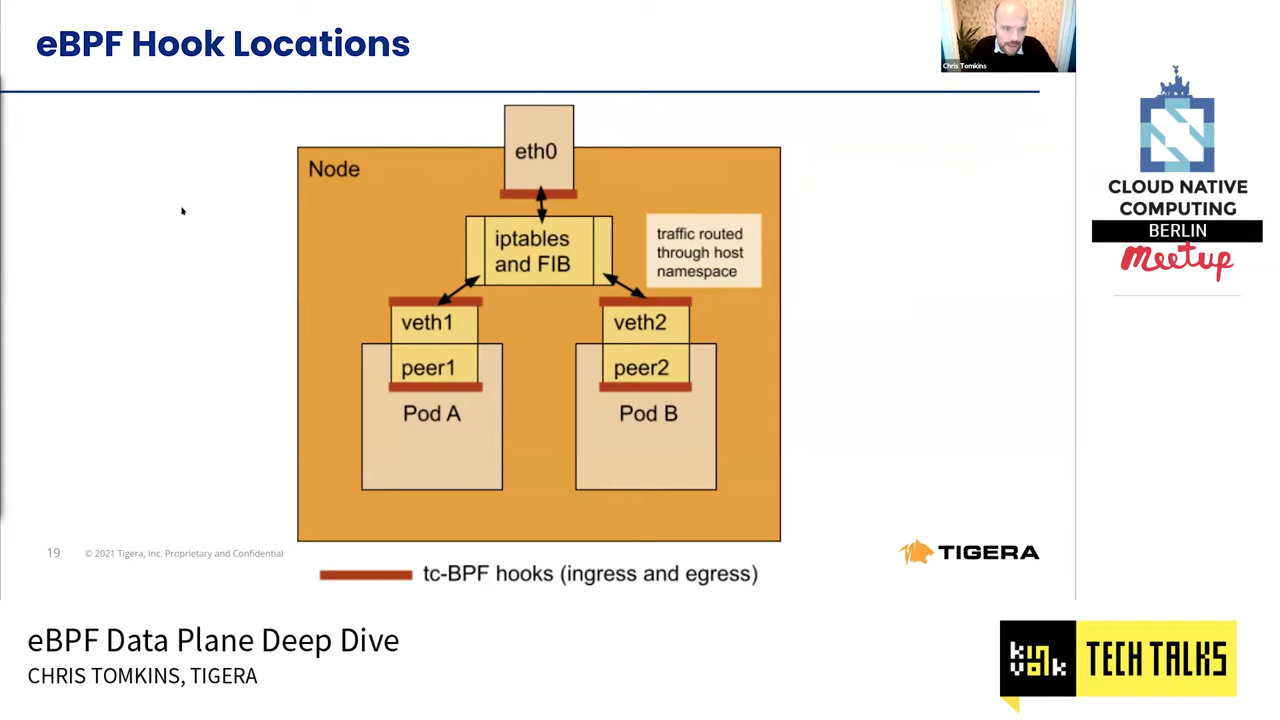 eBPF Hook Locations
Chris Tomkins
eth0
Node
iptables
and FIB
traffic routed
through host
namespace
veth1
veth2
peer1
peer2
Pod A
Pod B
19
© 2021 Tigera, Inc. Proprietary and Confidential
TIGERA
tc-BPF hooks (ingress and egress)
CLOUD NATIVE
COMPUTING
BERLIN
meetup
eBPF Data Plane Deep Dive
CHRIS TOMKINS, TIGERA
kinvolk
TECH TALKS